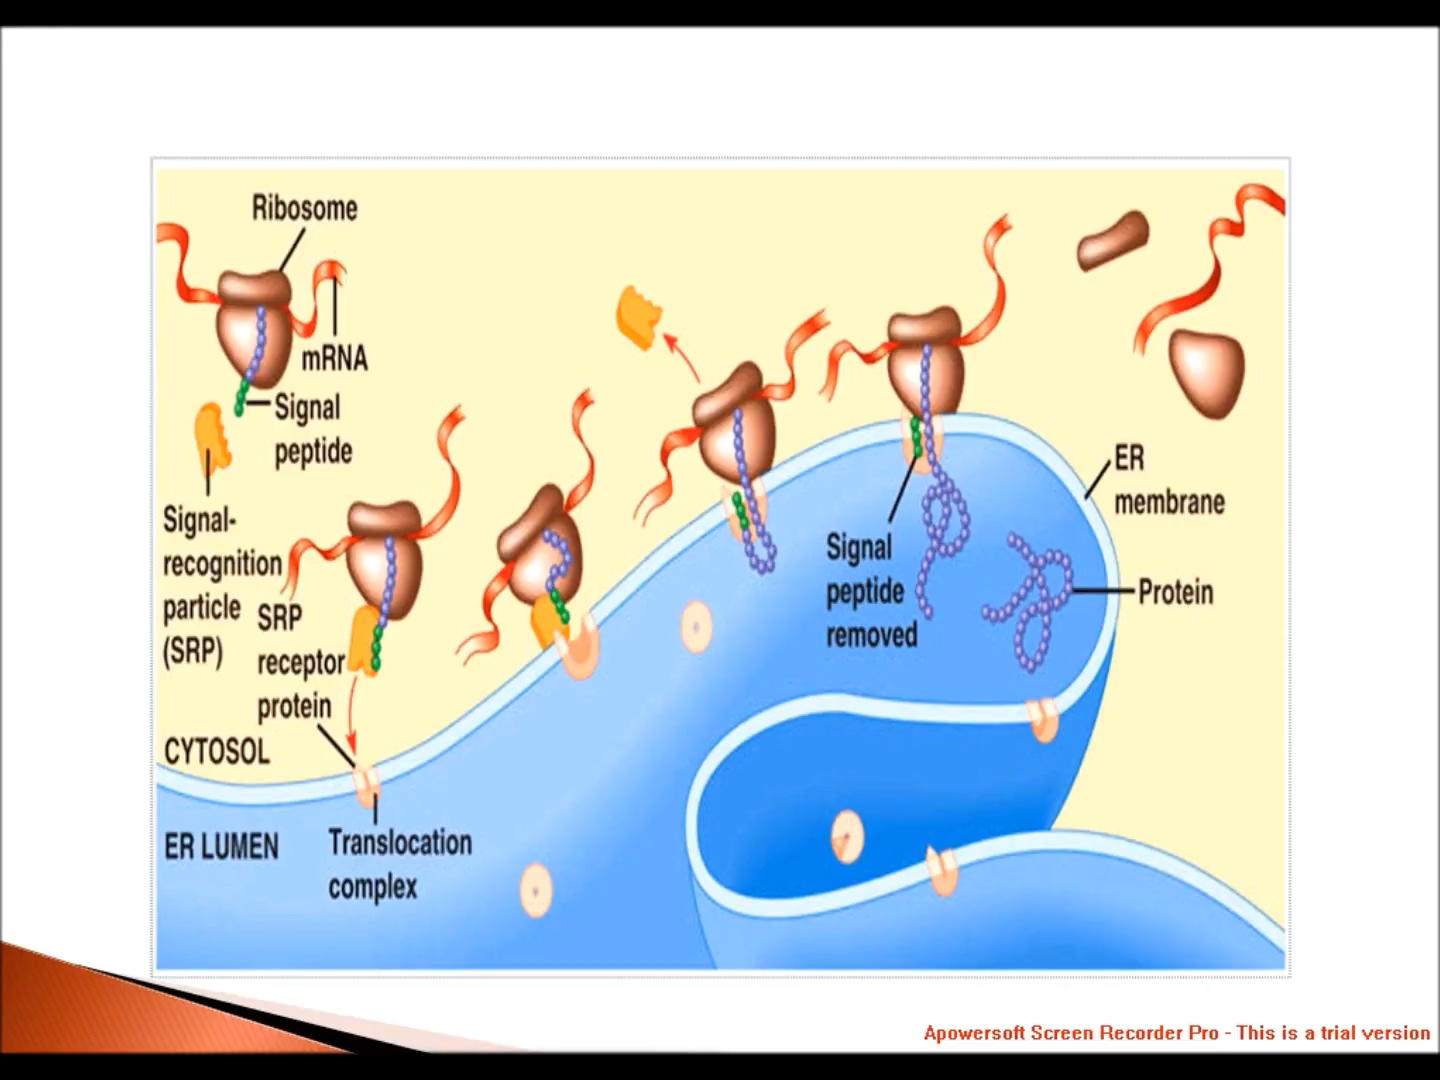 Ribosome
mRNA
Signal
peptide
Signal-
recognition
particle
(SRP)
SRP
receptor
protein
CYTOSOL
ER LUMEN
Translocation
complex
Signal
peptide
removed
ER
membrane
Protein
Apowersoft Screen Recorder Pro - This is a trial version